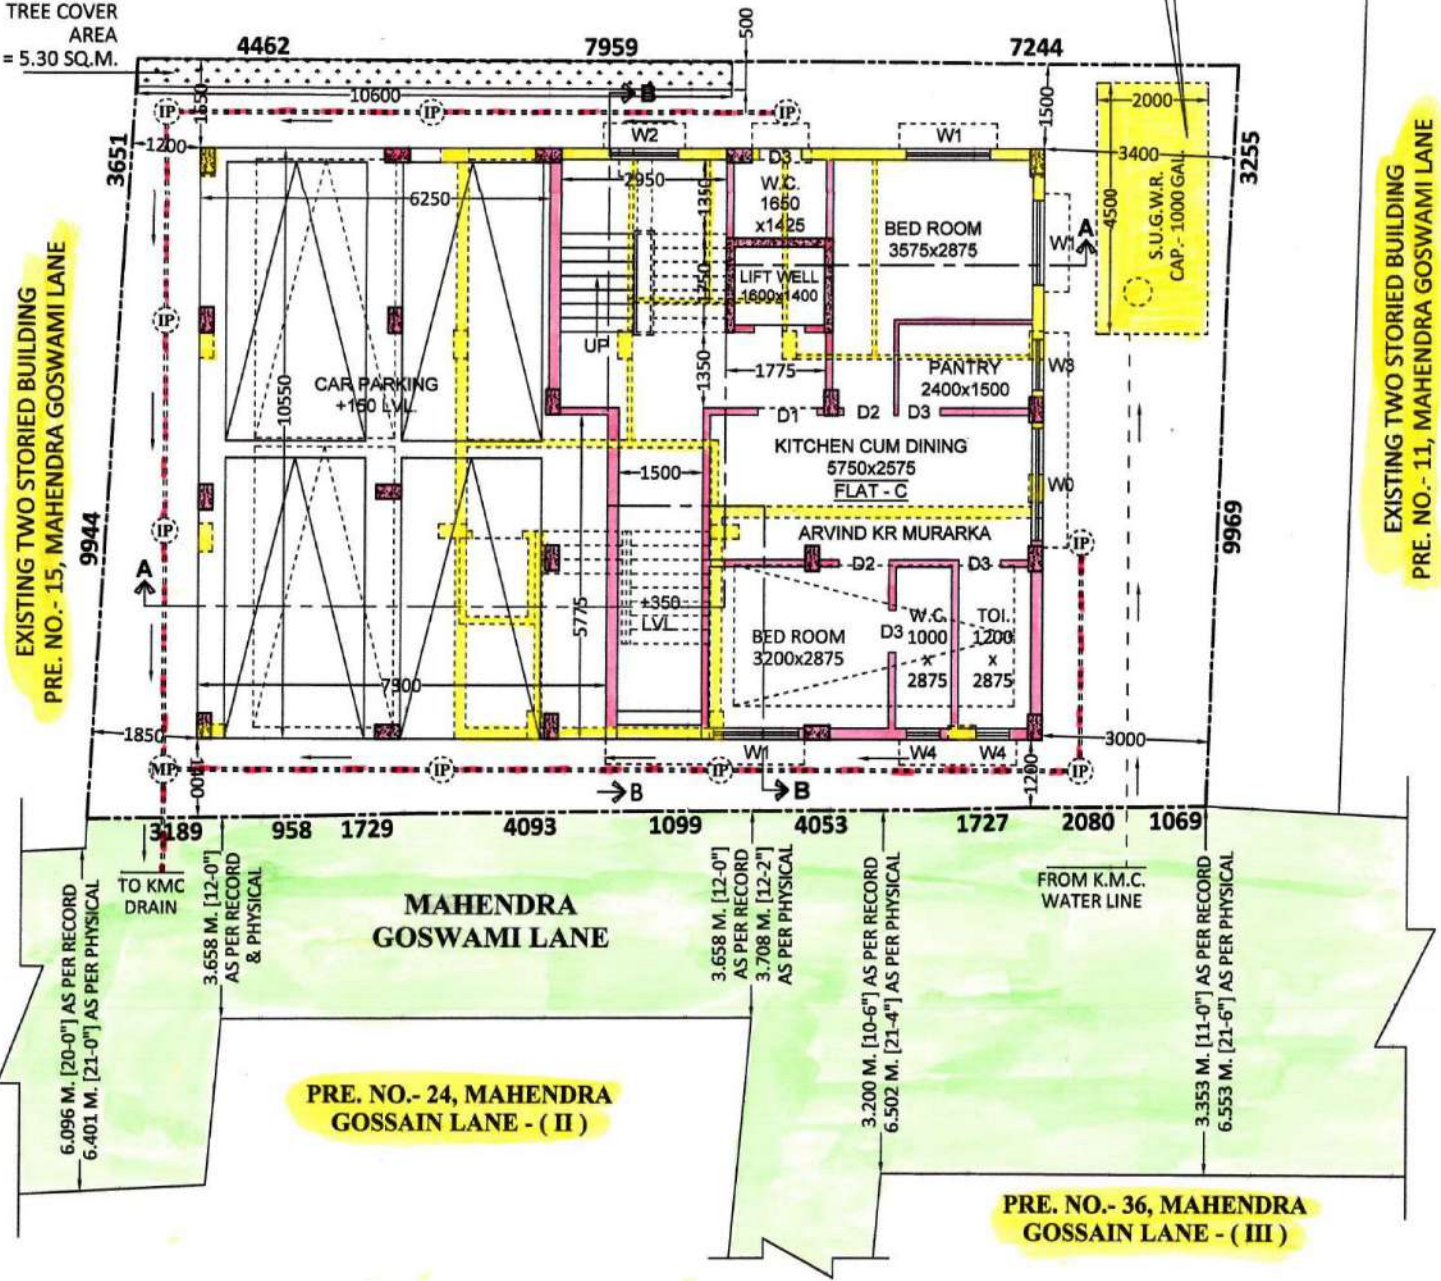 TREE COVER
AREA
= 5.30 SQ.M.
4462
7959
500
7244
10600
B
1650
1500
2000
IP
IP
IP
W2
W1
D3
1200
3400
3651
3255
4500
S.U.G.W.R.
CAP.- 1000 GAL.
2950
1350
W.C.
1650
x1425
6250
BED ROOM
3575x2875
A
W1
LIFT WELL
1600x1400
IP
UP
1350
1775
PANTRY
2400x1500
W3
CAR PARKING
+150 LVL.
10550
D1
D2
D3
KITCHEN CUM DINING
5750x2575
FLAT - C
1500
W0
ARVIND KR MURARKA
IP
IP
9944
9969
A
D2
D3
+350
LVL
5775
BED ROOM
3200x2875
D3
W.C.
1000
x
2875
TOI.
1200
x
2875
7300
1850
3000
W1
W4
W4
MP
IP
IP
IP
1200
B
B
EXISTING TWO STORIED BUILDING
PRE. NO.- 15, MAHENDRA GOSWAMI LANE
EXISTING TWO STORIED BUILDING
PRE. NO.- 11, MAHENDRA GOSWAMI LANE
3189
958
1729
4093
1099
4053
1727
2080
1069
TO KMC
DRAIN
MAHENDRA
GOSWAMI LANE
FROM K.M.C.
WATER LINE
6.096 M. [20-0"] AS PER RECORD
6.401 M. [21-0"] AS PER PHYSICAL
3.658 M. [12-0"]
AS PER RECORD
& PHYSICAL
3.658 M. [12-0"]
AS PER RECORD
3.708 M. [12-2"]
AS PER PHYSICAL
3.200 M. [10-6"] AS PER RECORD
6.502 M. [21-4"] AS PER PHYSICAL
3.353 M. [11-0"] AS PER RECORD
6.553 M. [21-6"] AS PER PHYSICAL
PRE. NO.- 24, MAHENDRA
GOSSAIN LANE - ( II )
PRE. NO.- 36, MAHENDRA
GOSSAIN LANE - ( III )